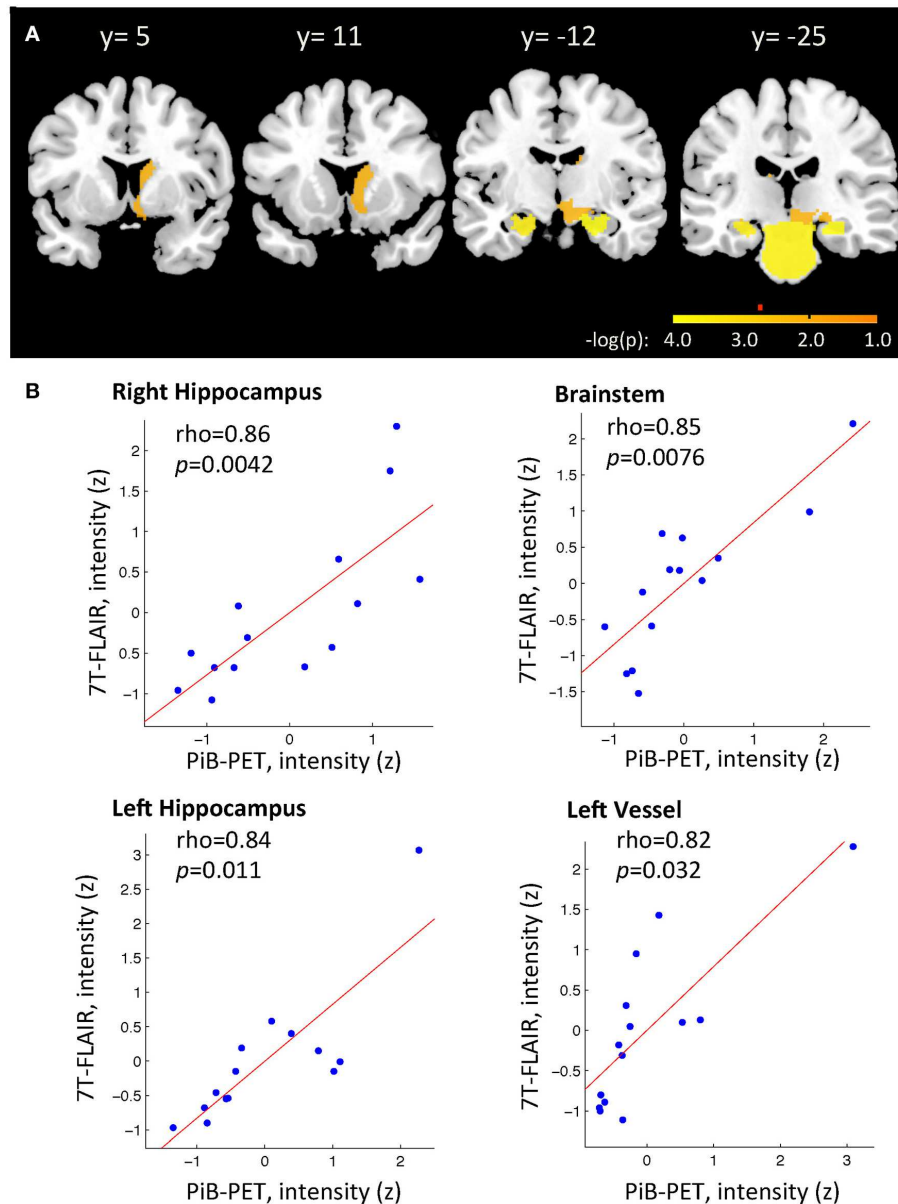 A
y= 5
y= 11
y= -12
y= -25
-log(p): 4.0 3.0 2.0 1.0
B
Right Hippocampus
rho=0.86
p=0.0042
7T-FLAIR, intensity (z)
2
1.5
1
0.5
0
0.5
−1
−1 0 1
PiB-PET, intensity (z)
Brainstem
rho=0.85
p=0.0076
7T-FLAIR, intensity (z)
2
1.5
1
0.5
0
−0.5
−1
−1.5
−1 0 1 2
PiB-PET, intensity (z)
Left Hippocampus
rho=0.84
p=0.011
7T-FLAIR, intensity (z)
3
2.5
2
1.5
1
0.5
0
−0.5
−1
−1 0 1 2
PiB-PET, intensity (z)
Left Vessel
rho=0.82
p=0.032
7T-FLAIR, intensity (z)
2
1.5
1
0.5
0
−0.5
−1
0 1 2 3
PiB-PET, intensity (z)